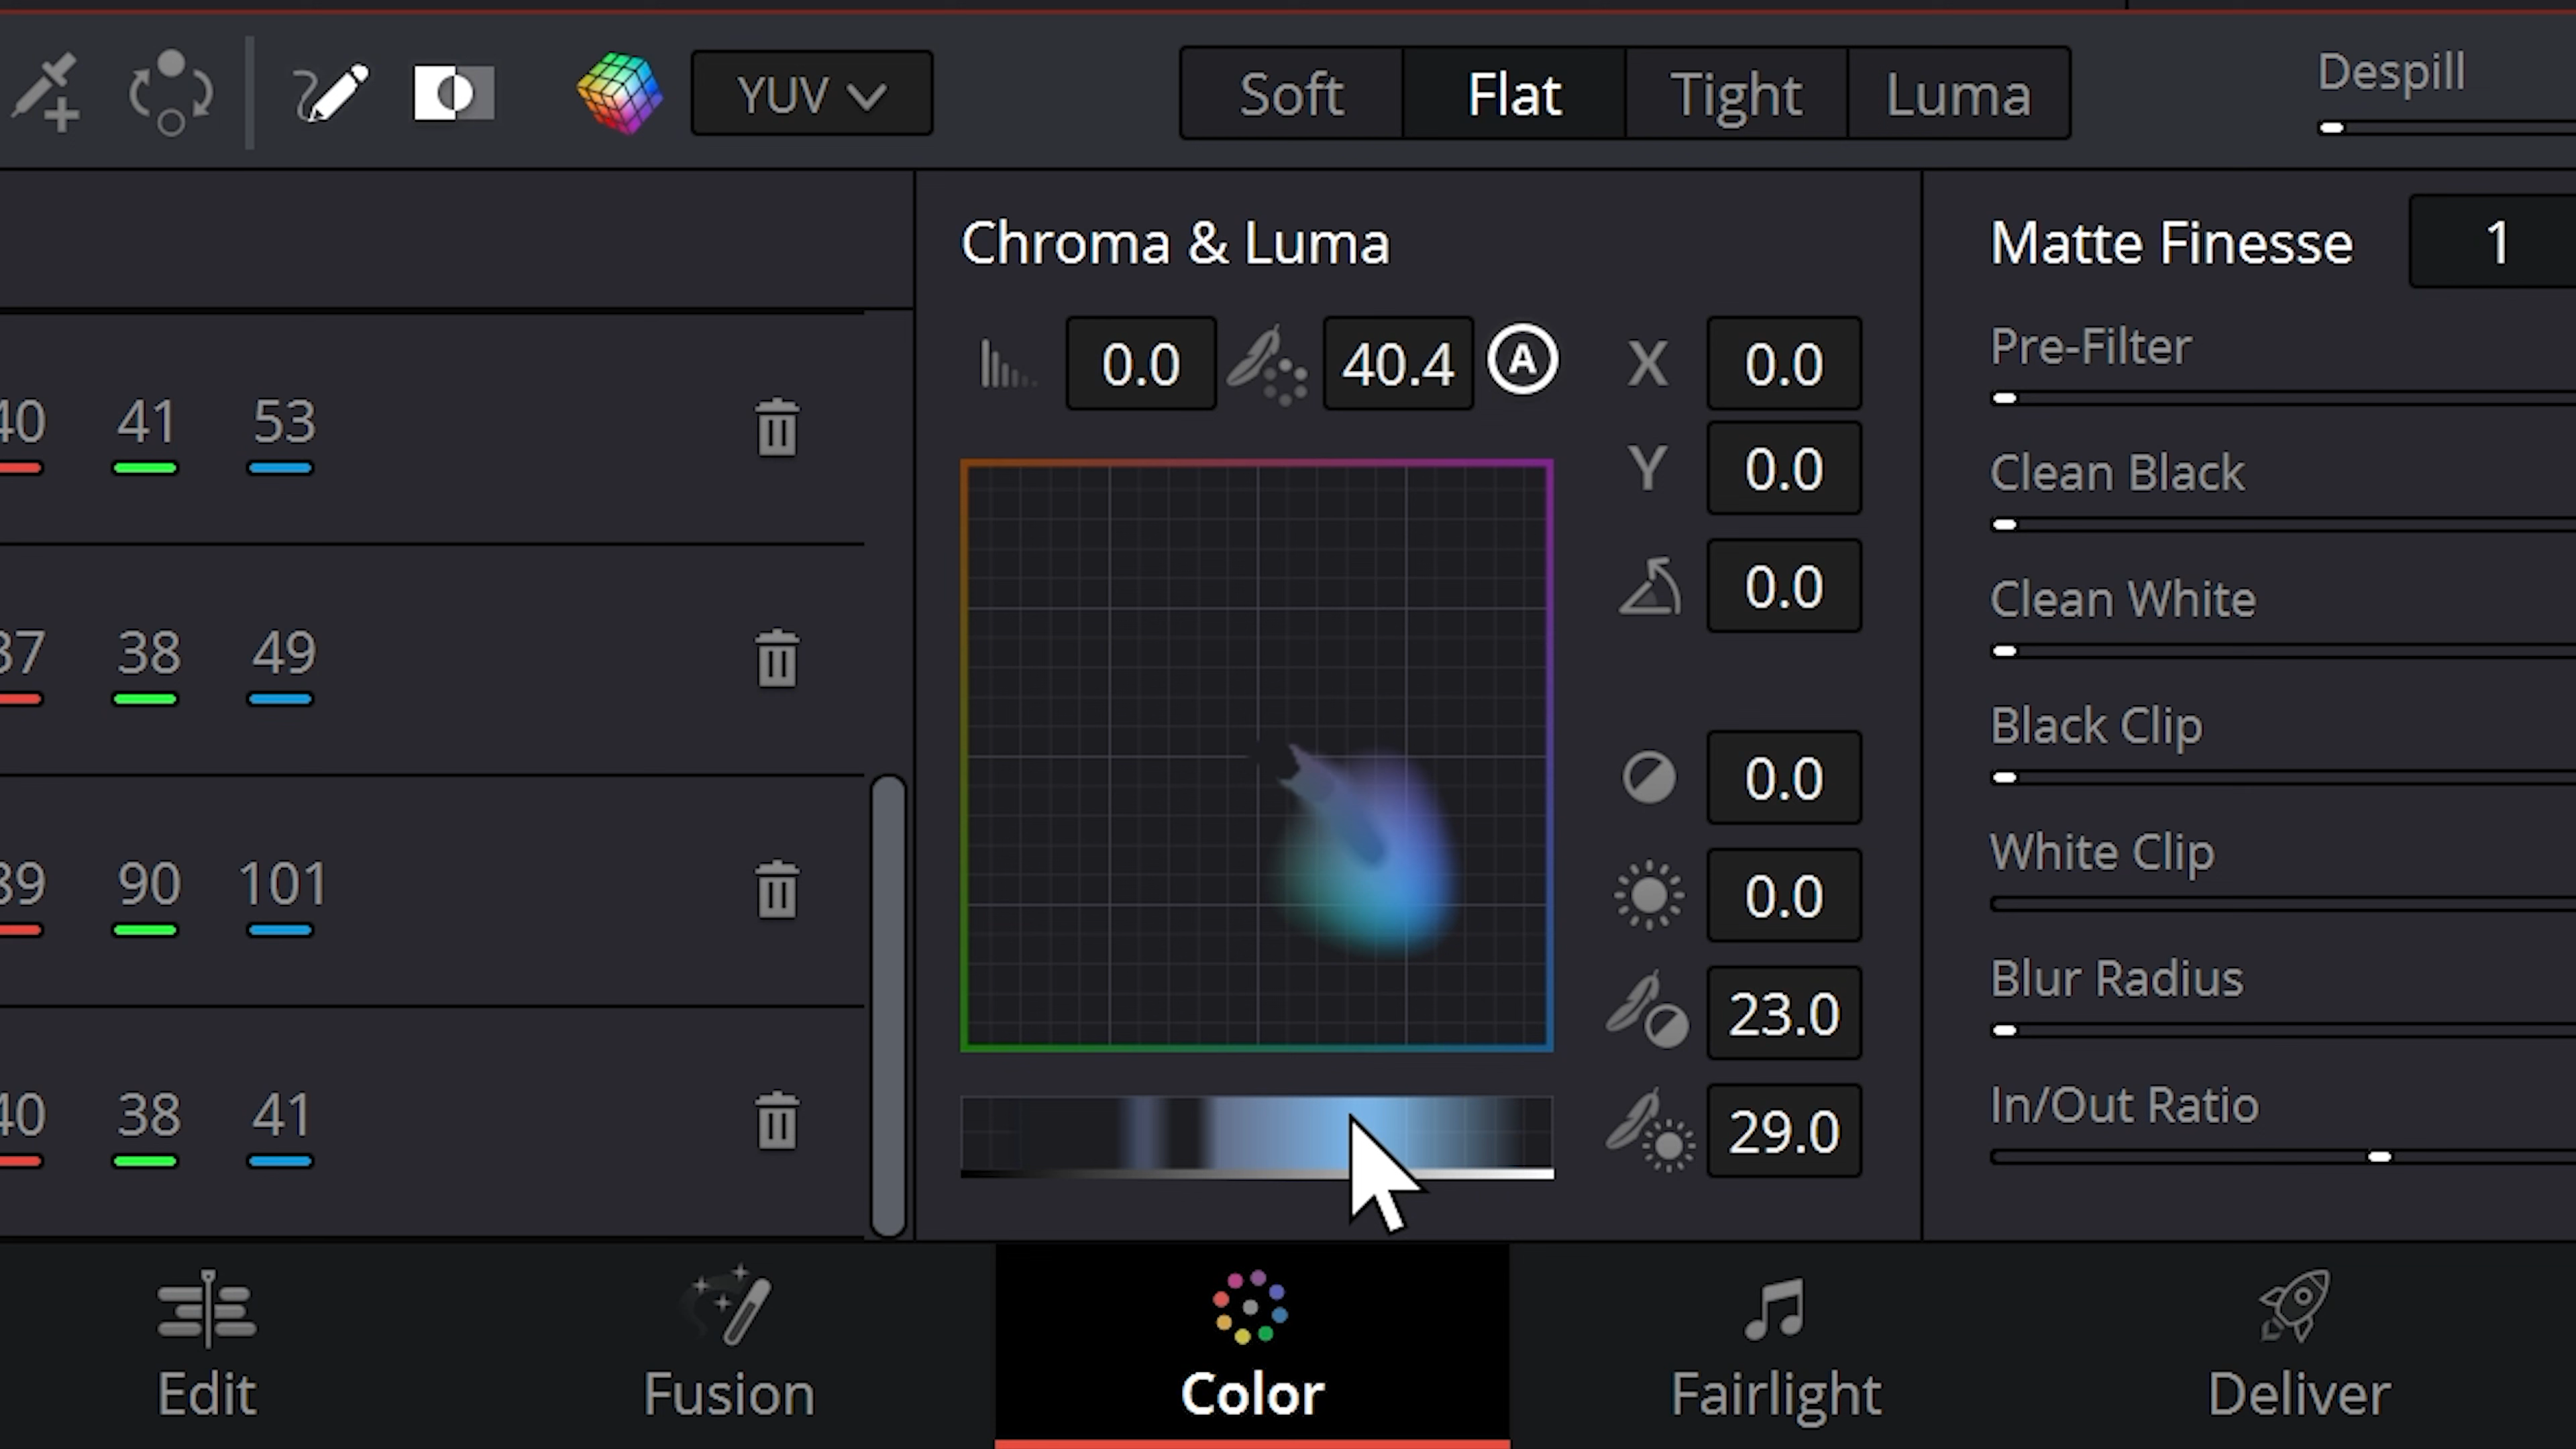 YUV
Soft Flat Tight Luma
Despill
Chroma & Luma
0.0 40.4 A X 0.0
Y 0.0
0.0
0.0
0.0
23.0
29.0
Matte Finesse 1
Pre-Filter
Clean Black
Clean White
Black Clip
White Clip
Blur Radius
In/Out Ratio
40 41 53
37 38 49
89 90 101
40 38 41
Edit Fusion Color Fairlight Deliver